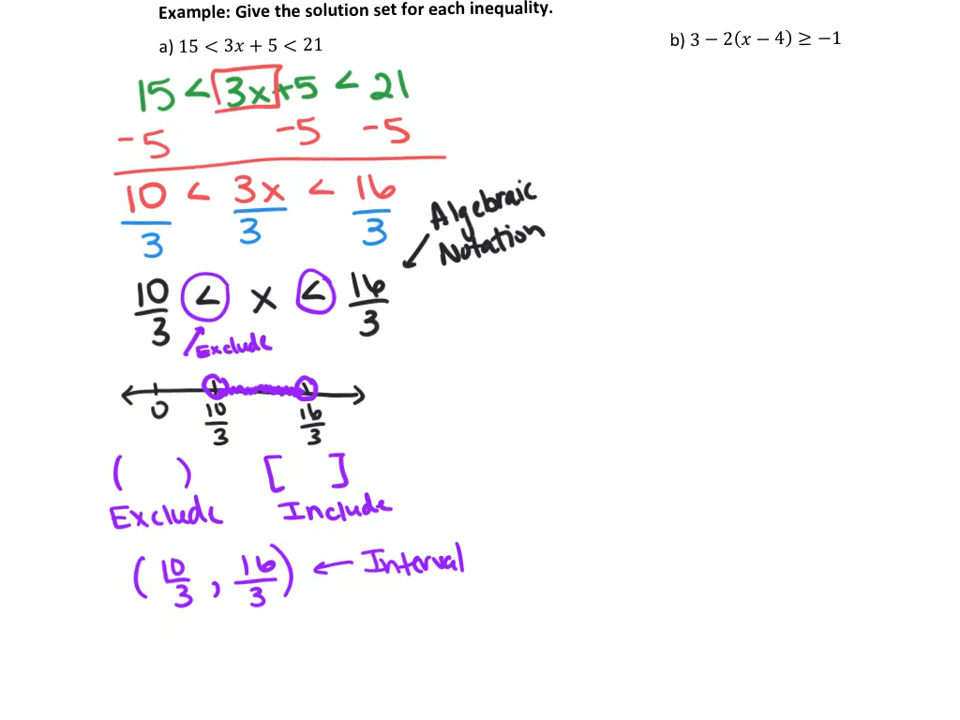 Example: Give the solution set for each inequality.
a) 15 < 3x + 5 < 21
b) 3 − 2(x − 4) ≥ −1
15 < 3x +5 < 21
-5 -5 -5
10 < 3x < 16
3 3 3
Algebraic
Notation
10/3 < x < 16/3
Exclude
0 10/3 16/3
( ) [ ]
Exclude Include
(10/3, 16/3) ← Interval